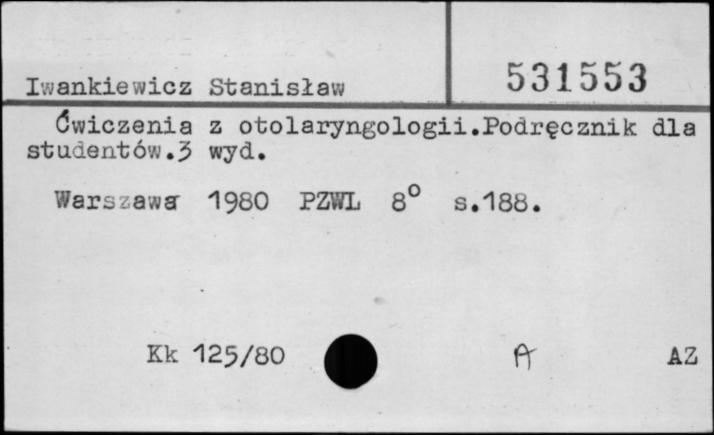 Iwankiewicz Stanisław
531553
Ćwiczenia z otolaryngologii.Podręcznik dla
studentów.3 wyd.
Warszawa 1980 PZWL 8° s.188.
Kk 125/80 A AZ